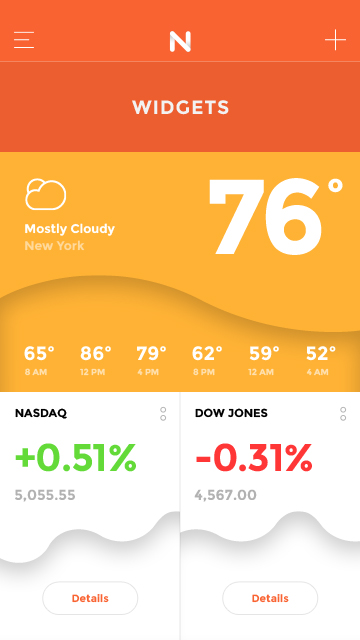 N
WIDGETS
Mostly Cloudy
New York
76°
65° 86° 79° 62° 59° 52°
8 AM 12 PM 4 PM 8 PM 12 AM 4 AM
NASDAQ
+0.51%
5,055.55
Details
DOW JONES
-0.31%
4,567.00
Details